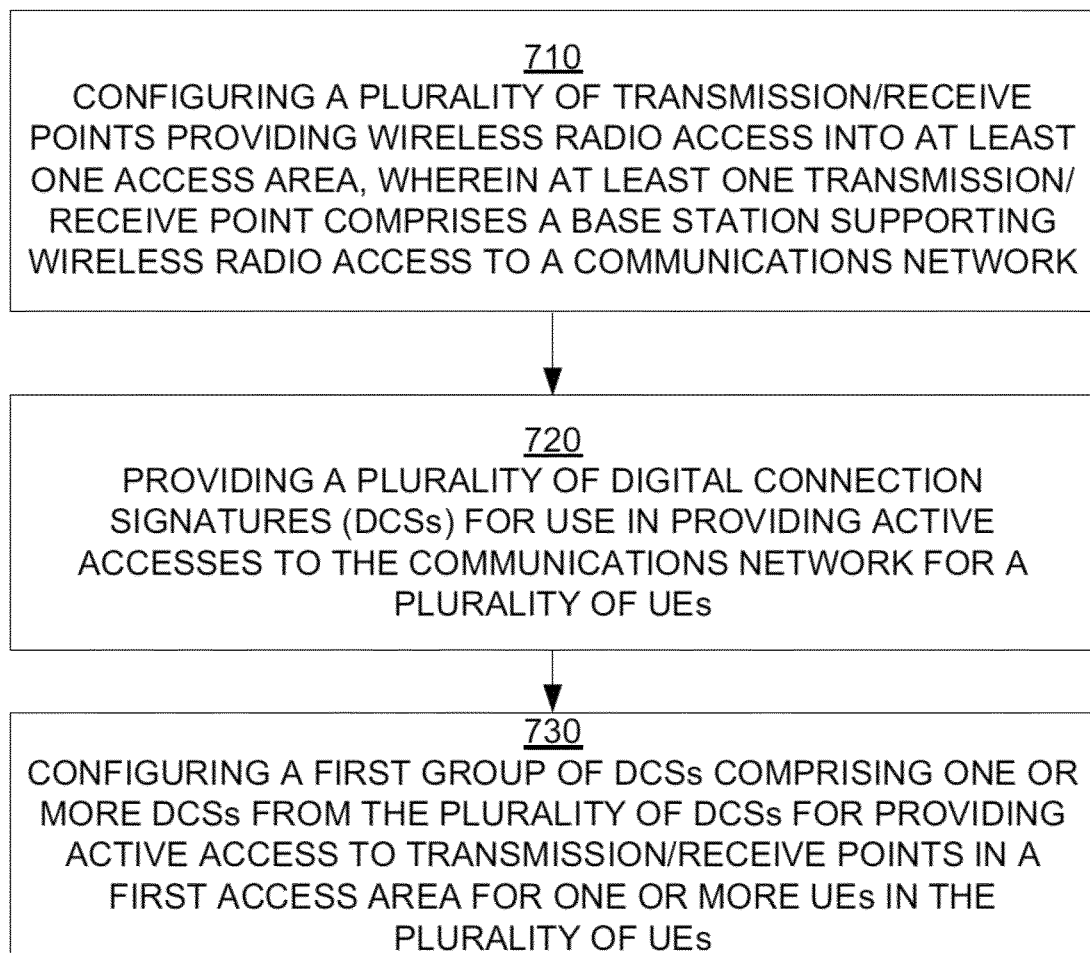 710
CONFIGURING A PLURALITY OF TRANSMISSION/RECEIVE
POINTS PROVIDING WIRELESS RADIO ACCESS INTO AT LEAST
ONE ACCESS AREA, WHEREIN AT LEAST ONE TRANSMISSION/
RECEIVE POINT COMPRISES A BASE STATION SUPPORTING
WIRELESS RADIO ACCESS TO A COMMUNICATIONS NETWORK
720
PROVIDING A PLURALITY OF DIGITAL CONNECTION
SIGNATURES (DCSs) FOR USE IN PROVIDING ACTIVE
ACCESSES TO THE COMMUNICATIONS NETWORK FOR A
PLURALITY OF UEs
730
CONFIGURING A FIRST GROUP OF DCSs COMPRISING ONE OR
MORE DCSs FROM THE PLURALITY OF DCSs FOR PROVIDING
ACTIVE ACCESS TO TRANSMISSION/RECEIVE POINTS IN A
FIRST ACCESS AREA FOR ONE OR MORE UEs IN THE
PLURALITY OF UEs